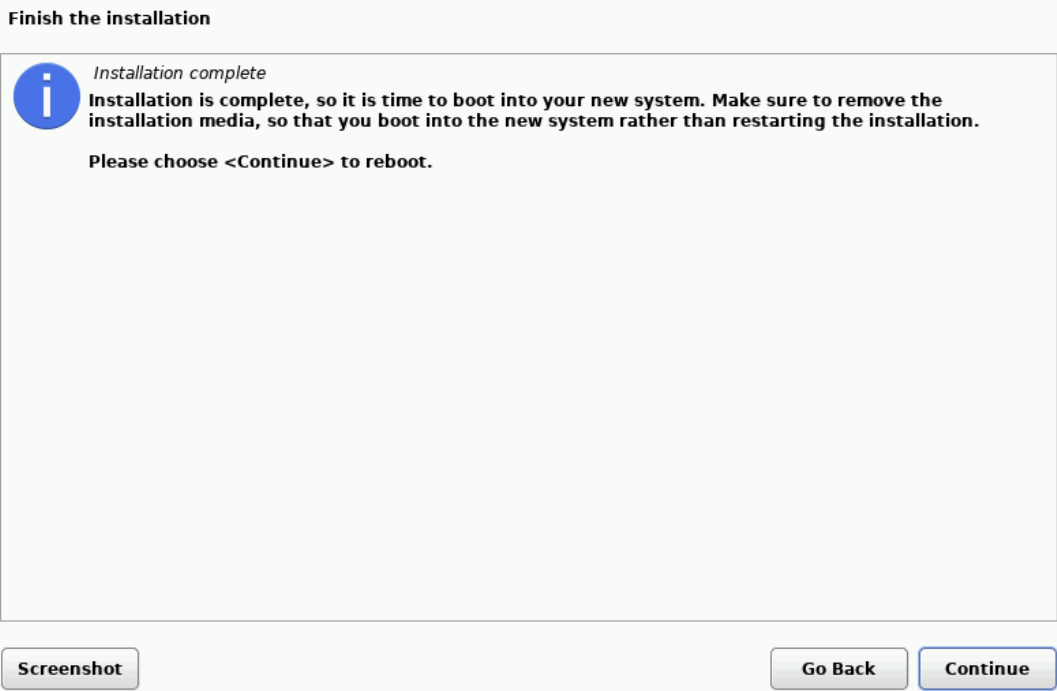 Finish the installation
Installation complete
Installation is complete, so it is time to boot into your new system. Make sure to remove the
installation media, so that you boot into the new system rather than restarting the installation.
Please choose <Continue> to reboot.
Screenshot
Go Back
Continue